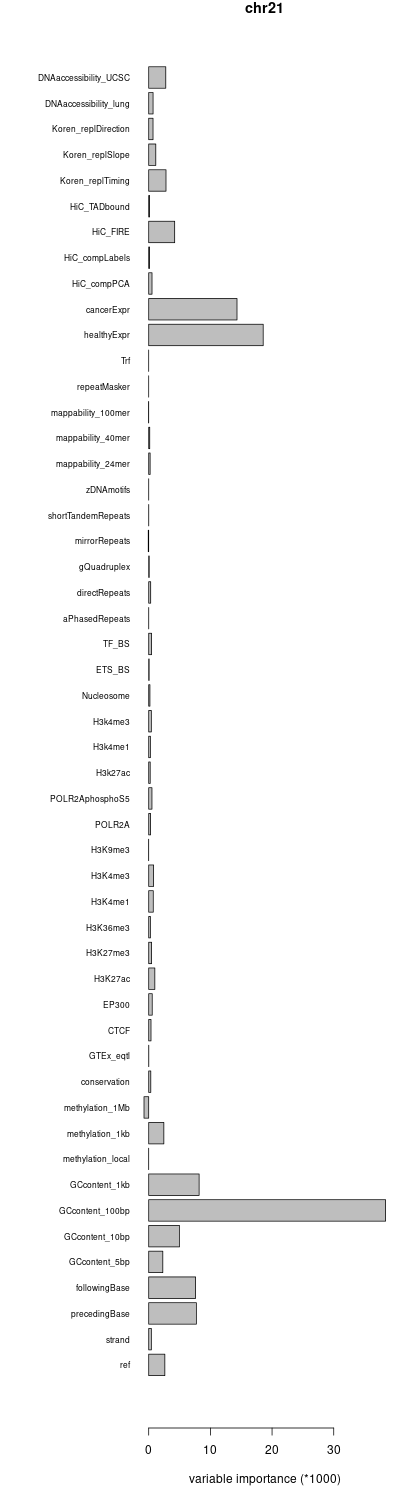 chr21
DNAaccessibility_UCSC
DNAaccessibility_lung
Koren_replDirection
Koren_replSlope
Koren_replTiming
HiC_TADbound
HiC_FIRE
HiC_compLabels
HiC_compPCA
cancerExpr
healthyExpr
Trf
repeatMasker
mappability_100mer
mappability_40mer
mappability_24mer
zDNAmotifs
shortTandemRepeats
mirrorRepeats
gQuadruplex
directRepeats
aPhasedRepeats
TF_BS
ETS_BS
Nucleosome
H3k4me3
H3k4me1
H3k27ac
POLR2AphosphoS5
POLR2A
H3K9me3
H3K4me3
H3K4me1
H3K36me3
H3K27me3
H3K27ac
EP300
CTCF
GTEx_eqtl
conservation
methylation_1Mb
methylation_1kb
methylation_local
GCcontent_1kb
GCcontent_100bp
GCcontent_10bp
GCcontent_5bp
followingBase
precedingBase
strand
ref
0 10 20 30
variable importance (*1000)